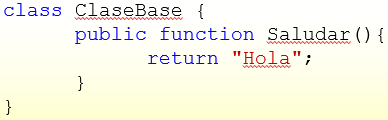 class ClaseBase {
public function Saludar(){
return "Hola";
}
}